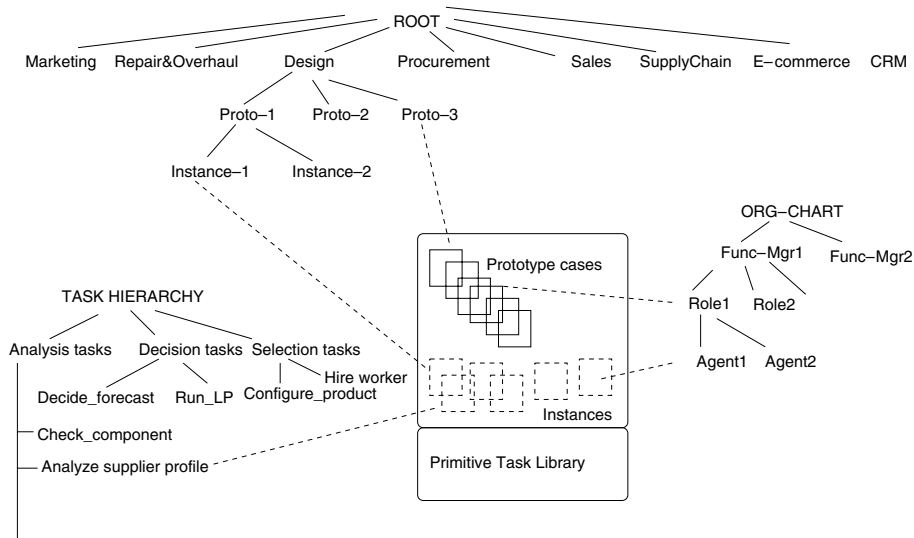 ROOT
Marketing Repair&Overhaul Design Procurement Sales SupplyChain E−commerce CRM
Proto−1 Proto−2 Proto−3
Instance−1 Instance−2
ORG−CHART
Func−Mgr1 Func−Mgr2
Prototype cases
TASK HIERARCHY
Role1 Role2
Analysis tasks Decision tasks Selection tasks
Agent1 Agent2
Hire worker
Decide_forecast Run_LP Configure_product
Instances
Check_component
Analyze supplier profile
Primitive Task Library